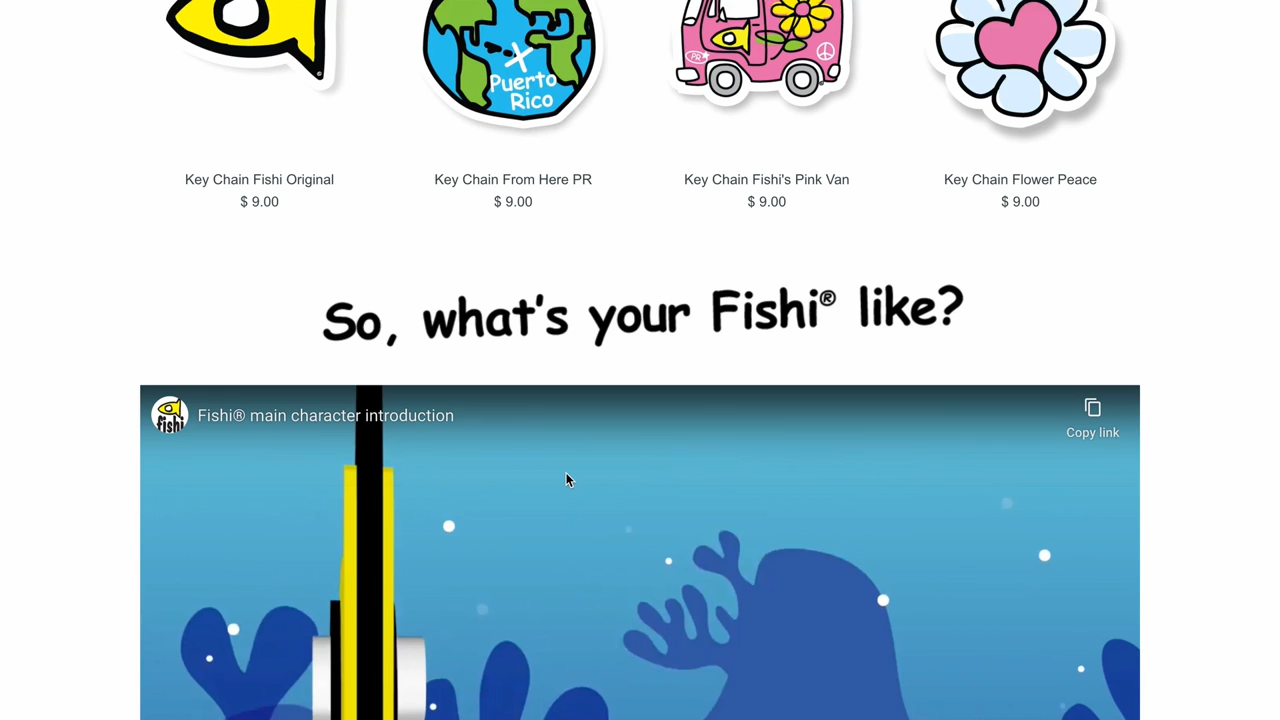 Puerto
Rico
PR
Key Chain Fishi Original
Key Chain From Here PR
Key Chain Fishi's Pink Van
Key Chain Flower Peace
$ 9.00
$ 9.00
$ 9.00
$ 9.00
So, what's your Fishi® like?
fishi
Fishi® main character introduction
Copy link